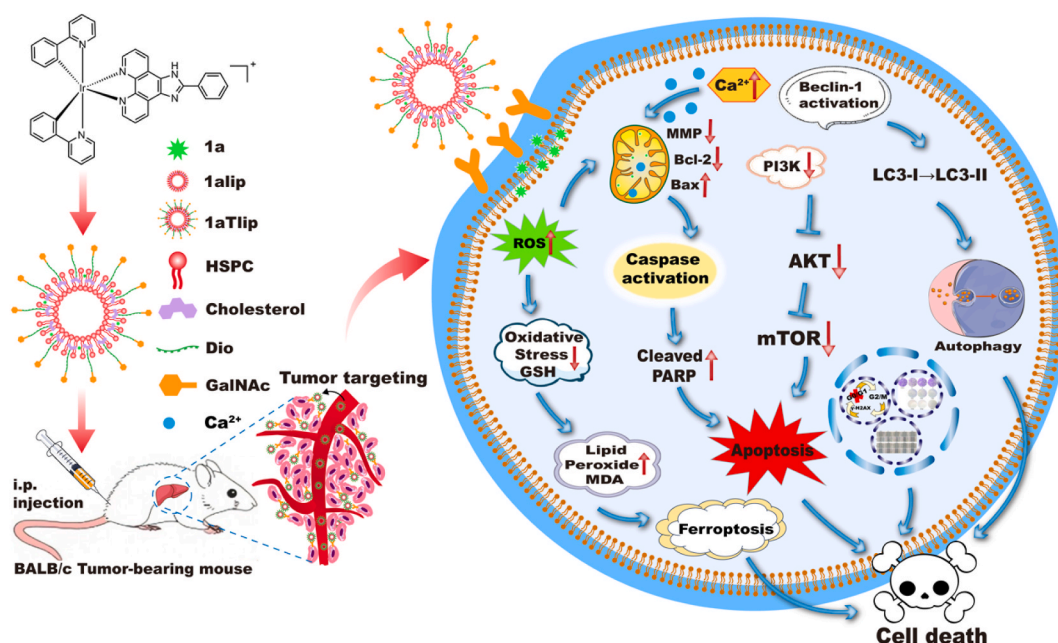 N
N
N
N
N
N
H
N
Ir
+
1a
1alip
1aTlip
HSPC
Cholesterol
Dio
GalNAc
Ca²⁺
i.p.
injection
BALB/c Tumor-bearing mouse
Tumor targeting
ROS
Oxidative
Stress
GSH
Lipid
Peroxide
MDA
Ferroptosis
Ca²⁺
MMP
Bcl-2
Bax
Caspase
activation
Cleaved
PARP
Apoptosis
PI3K
AKT
mTOR
Beclin-1
activation
LC3-I→LC3-II
Autophagy
G2/M
γ-H2AX
Cell death